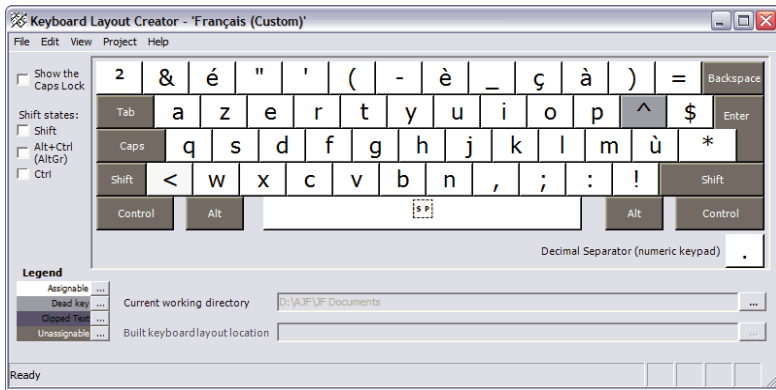 Keyboard Layout Creator - 'Français (Custom)'
File Edit View Project Help
Show the
Caps Lock
Shift states:
Shift
Alt+Ctrl
(AltGr)
Ctrl
² & é " ' ( - è _ ç à ) = Backspace
Tab a z e r t y u i o p ^ $ Enter
Caps q s d f g h j k l m ù *
Shift < w x c v b n , ; : ! Shift
Control Alt SP Alt Control
Decimal Separator (numeric keypad) .
Legend
Assignable ...
Dead key ...
Clipped Text ...
Unassignable ...
Current working directory D:\AJF\JF Documents ...
Built keyboard layout location ...
Ready